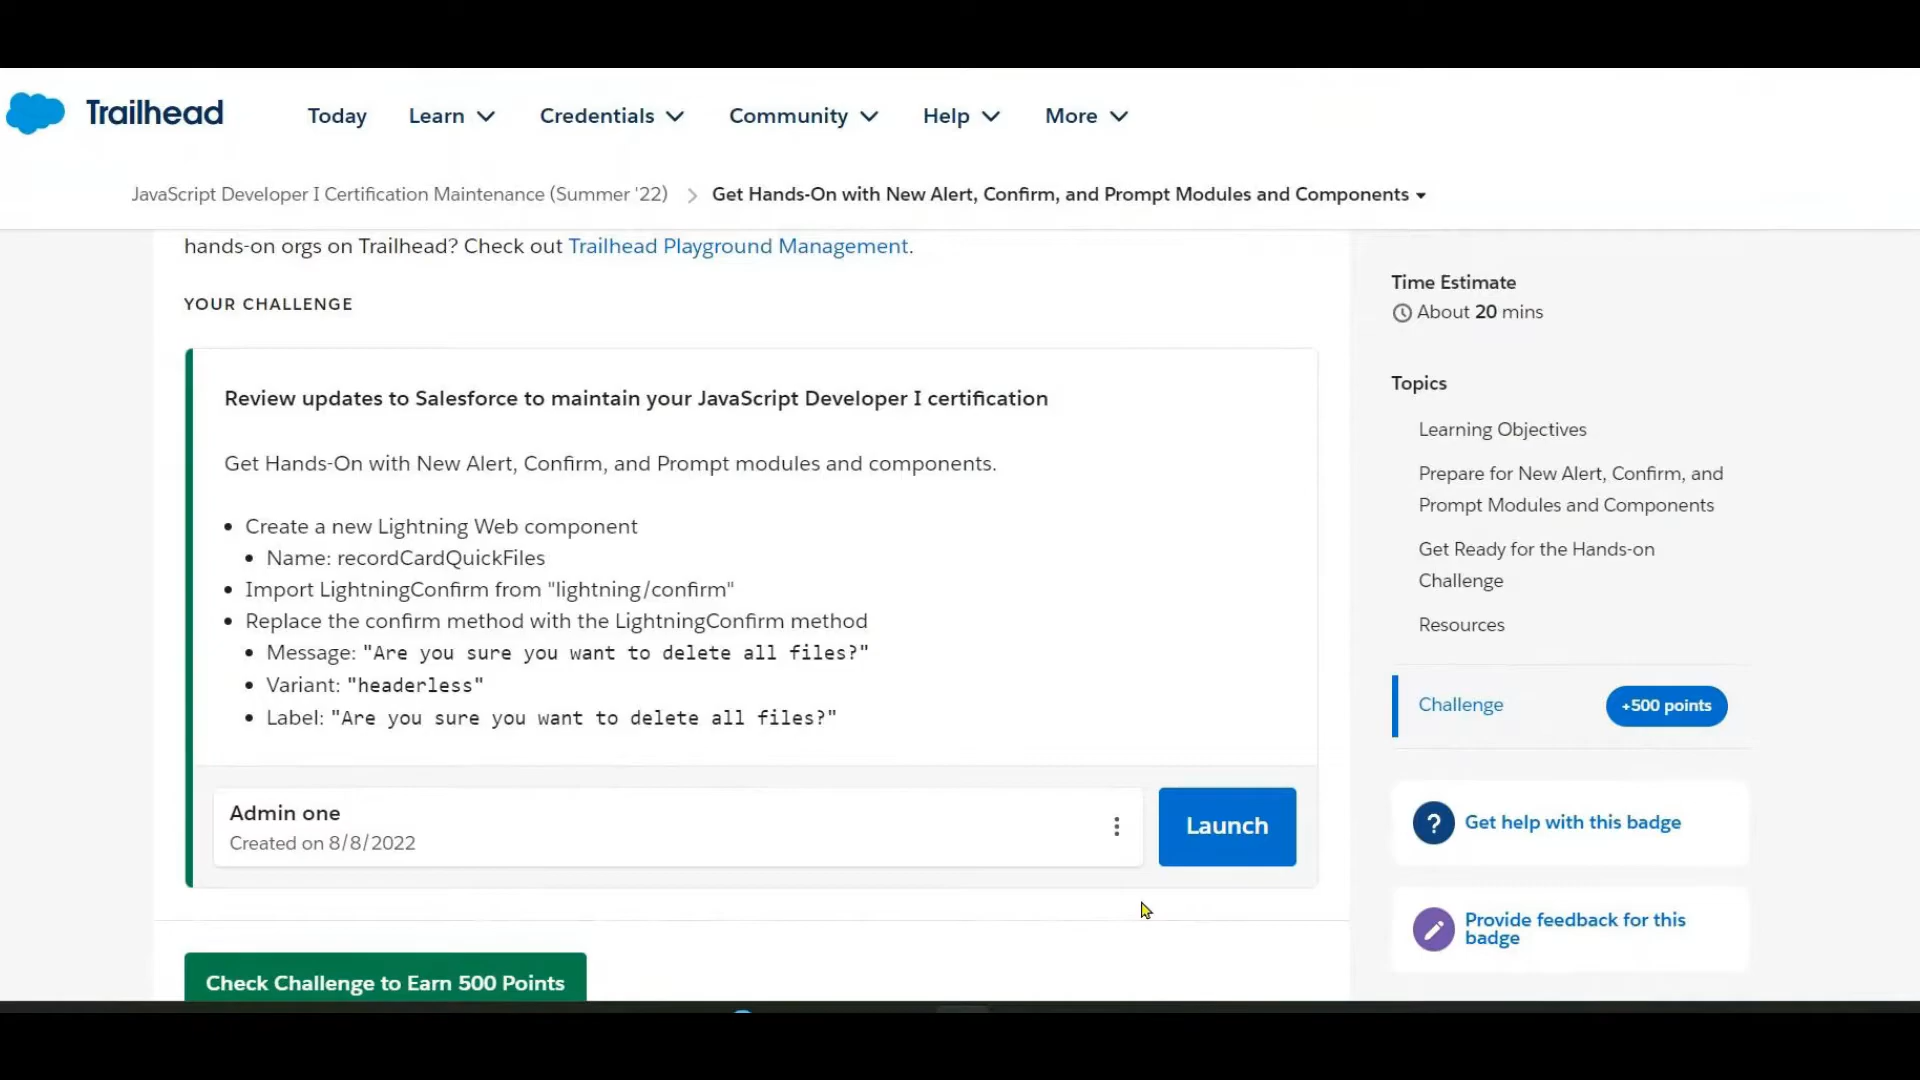 Trailhead
Today
Learn
Credentials
Community
Help
More
JavaScript Developer I Certification Maintenance (Summer '22)
Get Hands-On with New Alert, Confirm, and Prompt Modules and Components
hands-on orgs on Trailhead? Check out Trailhead Playground Management.
YOUR CHALLENGE
Review updates to Salesforce to maintain your JavaScript Developer I certification
Get Hands-On with New Alert, Confirm, and Prompt modules and components.
• Create a new Lightning Web component
• Name: recordCardQuickFiles
• Import LightningConfirm from "lightning/confirm"
• Replace the confirm method with the LightningConfirm method
• Message: "Are you sure you want to delete all files?"
• Variant: "headerless"
• Label: "Are you sure you want to delete all files?"
Admin one
Created on 8/8/2022
Launch
Check Challenge to Earn 500 Points
Time Estimate
About 20 mins
Topics
Learning Objectives
Prepare for New Alert, Confirm, and
Prompt Modules and Components
Get Ready for the Hands-on
Challenge
Resources
Challenge
+500 points
? Get help with this badge
Provide feedback for this
badge